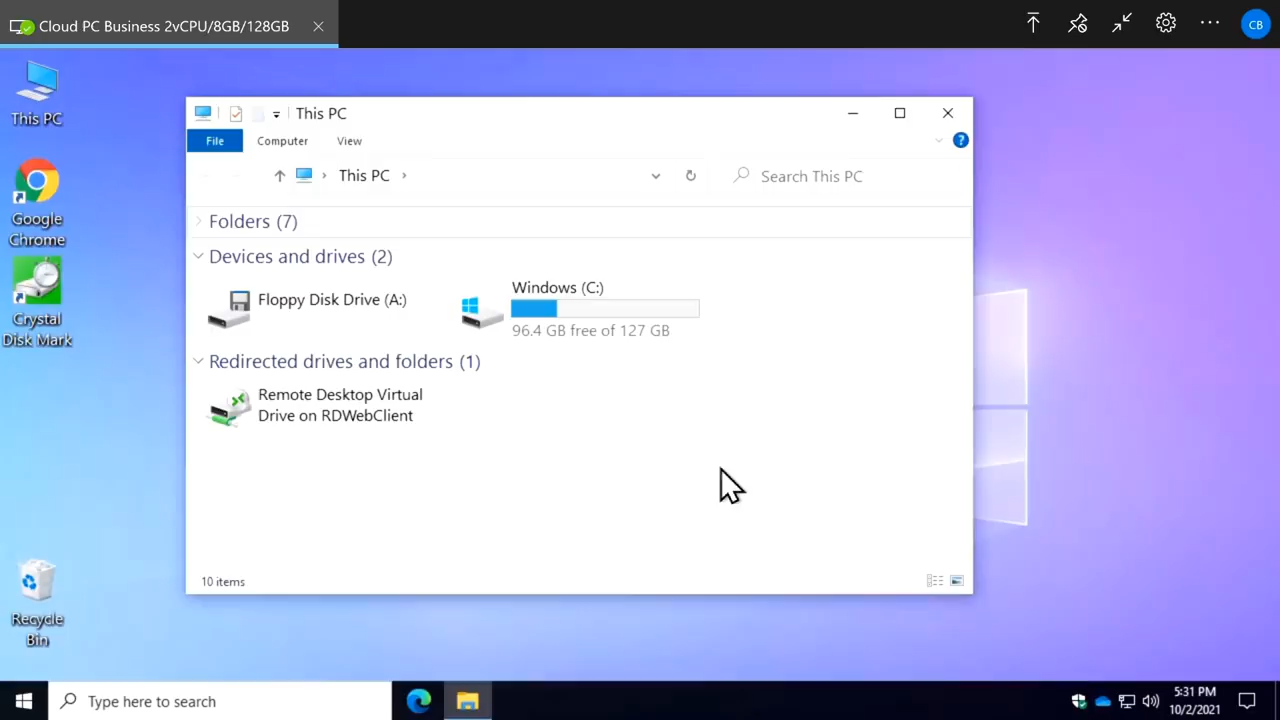 Cloud PC Business 2vCPU/8GB/128GB
CB
This PC
Google
Chrome
Crystal
Disk Mark
Recycle
Bin
This PC
File
Computer
View
?
This PC
Search This PC
Folders (7)
Devices and drives (2)
Floppy Disk Drive (A:)
Windows (C:)
96.4 GB free of 127 GB
Redirected drives and folders (1)
Remote Desktop Virtual
Drive on RDWebClient
10 items
Type here to search
5:31 PM
10/2/2021